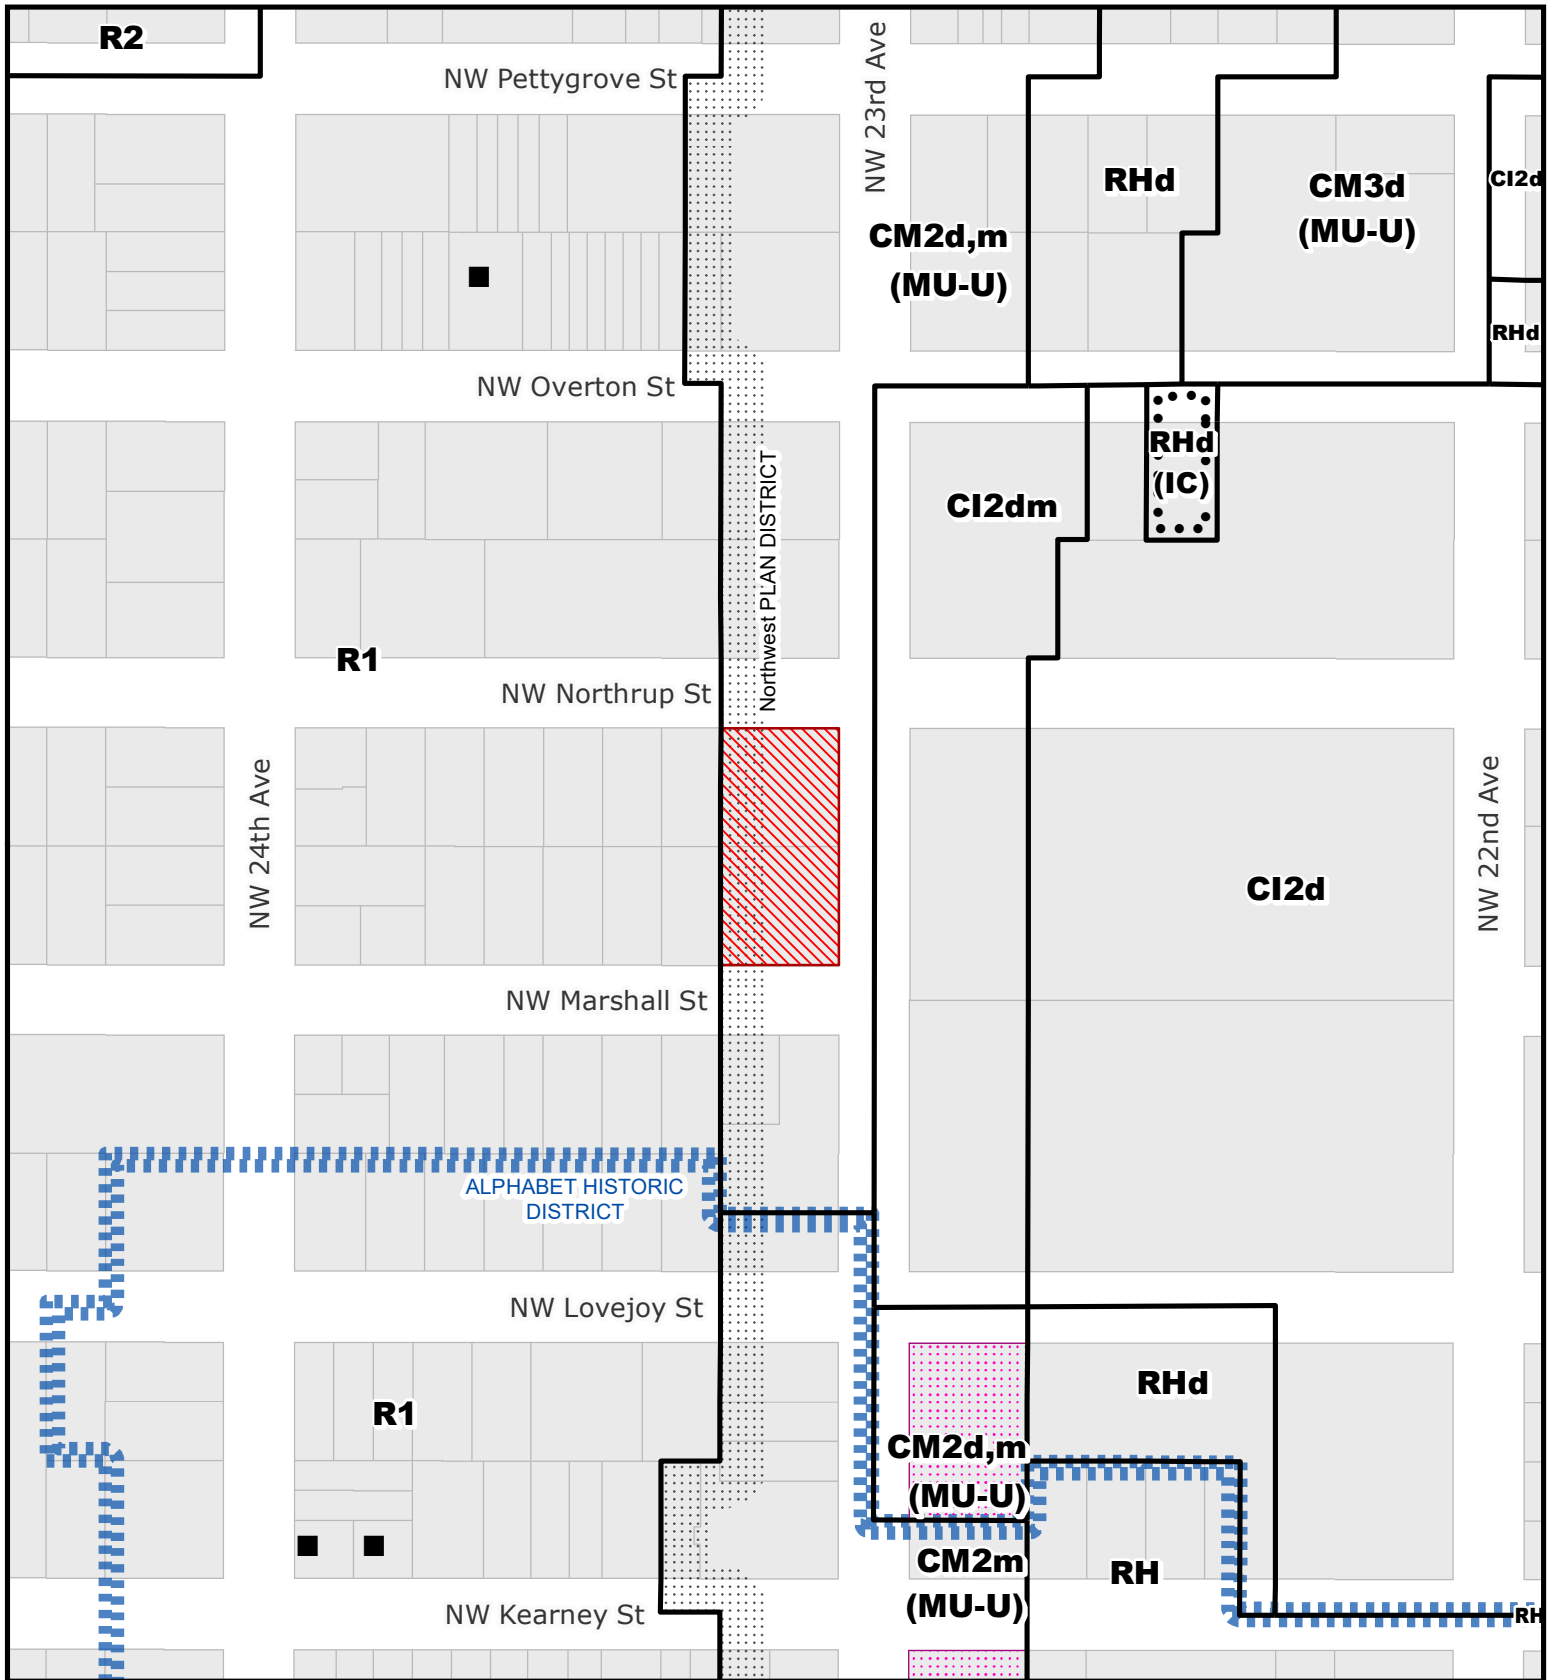 R2
NW Pettygrove St
NW 23rd Ave
RHd
CM3d
(MU-U)
CI2d
CM2d,m
(MU-U)
RHd
NW Overton St
RHd
(IC)
CI2dm
Northwest PLAN DISTRICT
R1
NW Northrup St
NW 24th Ave
NW 22nd Ave
CI2d
NW Marshall St
ALPHABET HISTORIC
DISTRICT
NW Lovejoy St
RHd
R1
CM2d,m
(MU-U)
CM2m
(MU-U)
RH
NW Kearney St
RH